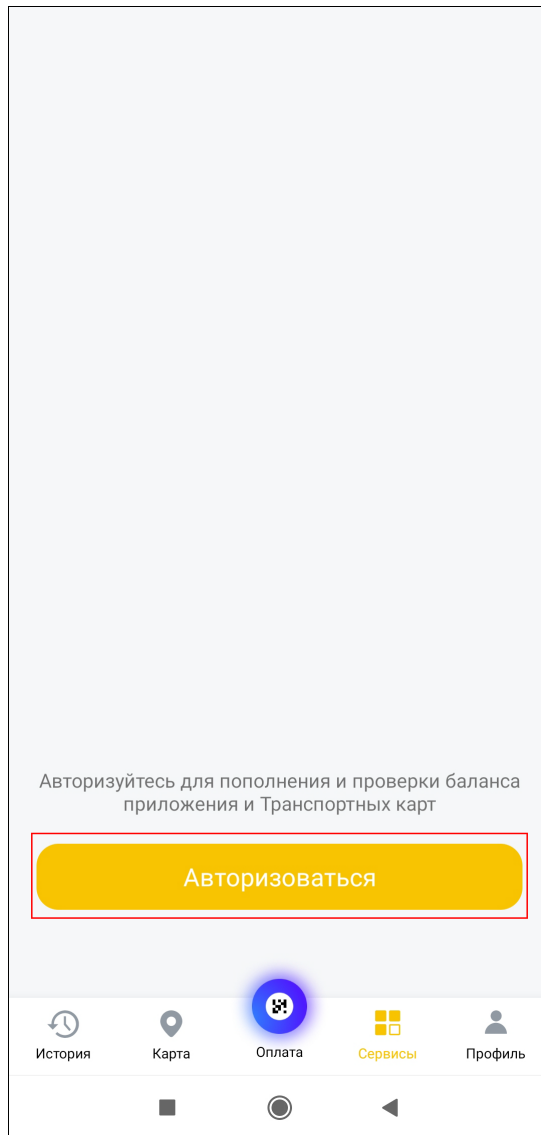 Авторизуйтесь для пополнения и проверки баланса
приложения и Транспортных карт
Авторизоваться
История
Карта
Оплата
Сервисы
Профиль